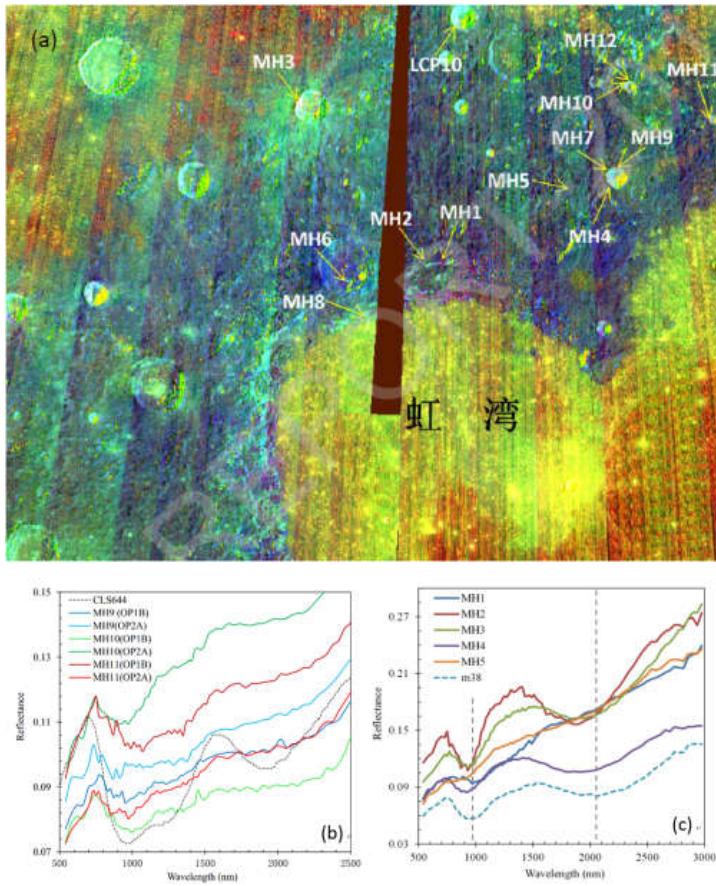 (a)
MH3
LCP10
MH12
MH11
MH10
MH7
MH9
MH5
MH2
MH1
MH4
MH6
MH8
虹 湾
0.15
0.13
0.11
0.09
0.07
Reflectance
CLS644
MH9 (OP1B)
MH9(OP2A)
MH10(OP1B)
MH10(OP2A)
MH11(OP1B)
MH11(OP2A)
(b)
500 1000 1500 2000 2500
Wavelength (nm)
0.27
0.21
0.15
0.09
0.03
Reflectance
MH1
MH2
MH3
MH4
MH5
m38
(c)
500 1000 1500 2000 2500 3000
Wavelength (nm)